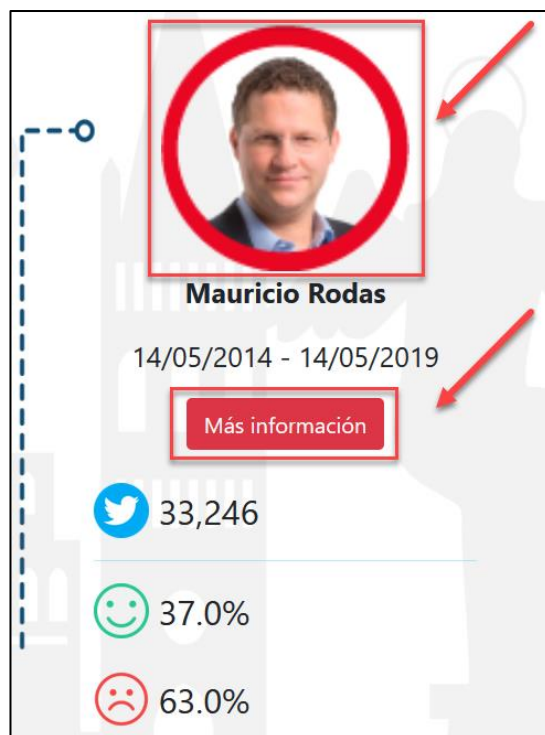 Mauricio Rodas
14/05/2014 - 14/05/2019
Más información
33,246
37.0%
63.0%